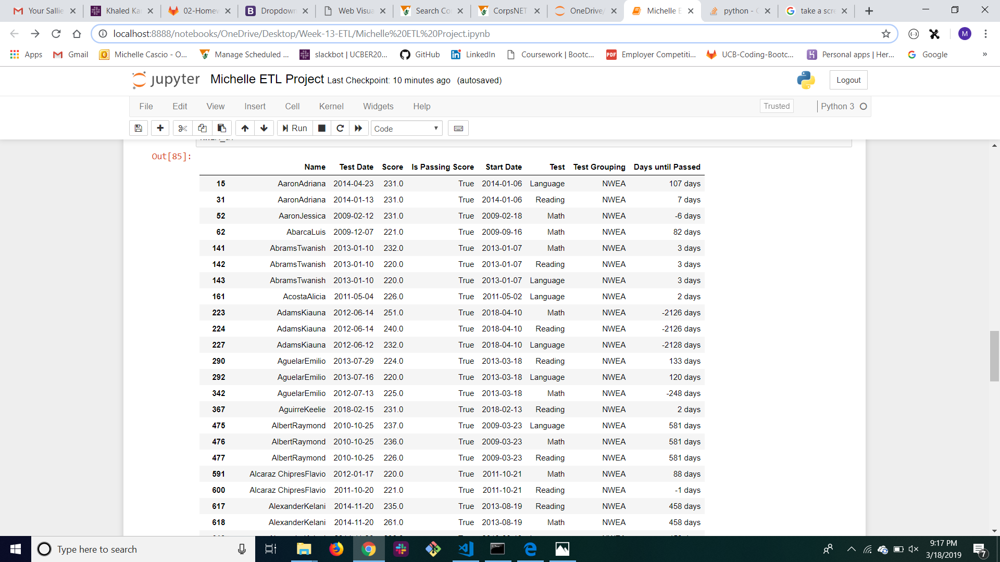 Your Sallie
Khaled Ka
02-Homew
Dropdown
Web Visua
Search Co
CorpsNET
OneDrive/
Michelle E
python -
take a scre
localhost:8888/notebooks/OneDrive/Desktop/Week-13-ETL/Michelle%20ETL%20Project.ipynb
M
Apps
Gmail
Michelle Cascio - O...
Manage Scheduled ...
slackbot | UCBER20...
GitHub
LinkedIn
Coursework | Bootc...
PDF
Employer Competiti...
UCB-Coding-Bootc...
Personal apps | Her...
Google
»
jupyter Michelle ETL Project Last Checkpoint: 10 minutes ago (autosaved)
Logout
File Edit View Insert Cell Kernel Widgets Help
Trusted
Python 3
Run
Code
Out[85]:
Name Test Date Score Is Passing Score Start Date Test Test Grouping Days until Passed
15 AaronAdriana 2014-04-23 231.0 True 2014-01-06 Language NWEA 107 days
31 AaronAdriana 2014-01-13 231.0 True 2014-01-06 Reading NWEA 7 days
52 AaronJessica 2009-02-12 231.0 True 2009-02-18 Math NWEA -6 days
62 AbarcaLuis 2009-12-07 221.0 True 2009-09-16 Math NWEA 82 days
141 AbramsTwanish 2013-01-10 232.0 True 2013-01-07 Math NWEA 3 days
142 AbramsTwanish 2013-01-10 220.0 True 2013-01-07 Reading NWEA 3 days
143 AbramsTwanish 2013-01-10 220.0 True 2013-01-07 Language NWEA 3 days
161 AcostaAlicia 2011-05-04 226.0 True 2011-05-02 Language NWEA 2 days
223 AdamsKiauna 2012-06-14 251.0 True 2018-04-10 Math NWEA -2126 days
224 AdamsKiauna 2012-06-14 240.0 True 2018-04-10 Reading NWEA -2126 days
227 AdamsKiauna 2012-06-12 232.0 True 2018-04-10 Language NWEA -2128 days
290 AguelarEmilio 2013-07-29 224.0 True 2013-03-18 Reading NWEA 133 days
292 AguelarEmilio 2013-07-16 220.0 True 2013-03-18 Language NWEA 120 days
342 AguelarEmilio 2012-07-13 225.0 True 2013-03-18 Math NWEA -248 days
367 AguirreKeelie 2018-02-15 231.0 True 2018-02-13 Reading NWEA 2 days
475 AlbertRaymond 2010-10-25 237.0 True 2009-03-23 Language NWEA 581 days
476 AlbertRaymond 2010-10-25 236.0 True 2009-03-23 Math NWEA 581 days
477 AlbertRaymond 2010-10-25 226.0 True 2009-03-23 Reading NWEA 581 days
591 Alcaraz ChipresFlavio 2012-01-17 220.0 True 2011-10-21 Math NWEA 88 days
600 Alcaraz ChipresFlavio 2011-10-20 221.0 True 2011-10-21 Reading NWEA -1 days
617 AlexanderKelani 2014-11-20 235.0 True 2013-08-19 Reading NWEA 458 days
618 AlexanderKelani 2014-11-20 261.0 True 2013-08-19 Math NWEA 458 days
Type here to search
9:17 PM
3/18/2019
7